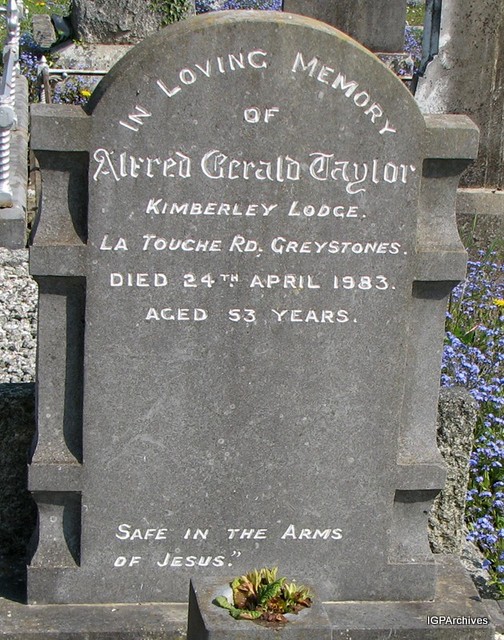 IN LOVING MEMORY
OF
Alfred Gerald Taylor
KIMBERLEY LODGE.
LA TOUCHE RD. GREYSTONES.
DIED 24TH APRIL 1983.
AGED 53 YEARS.
SAFE IN THE ARMS
OF JESUS."
IGPArchives